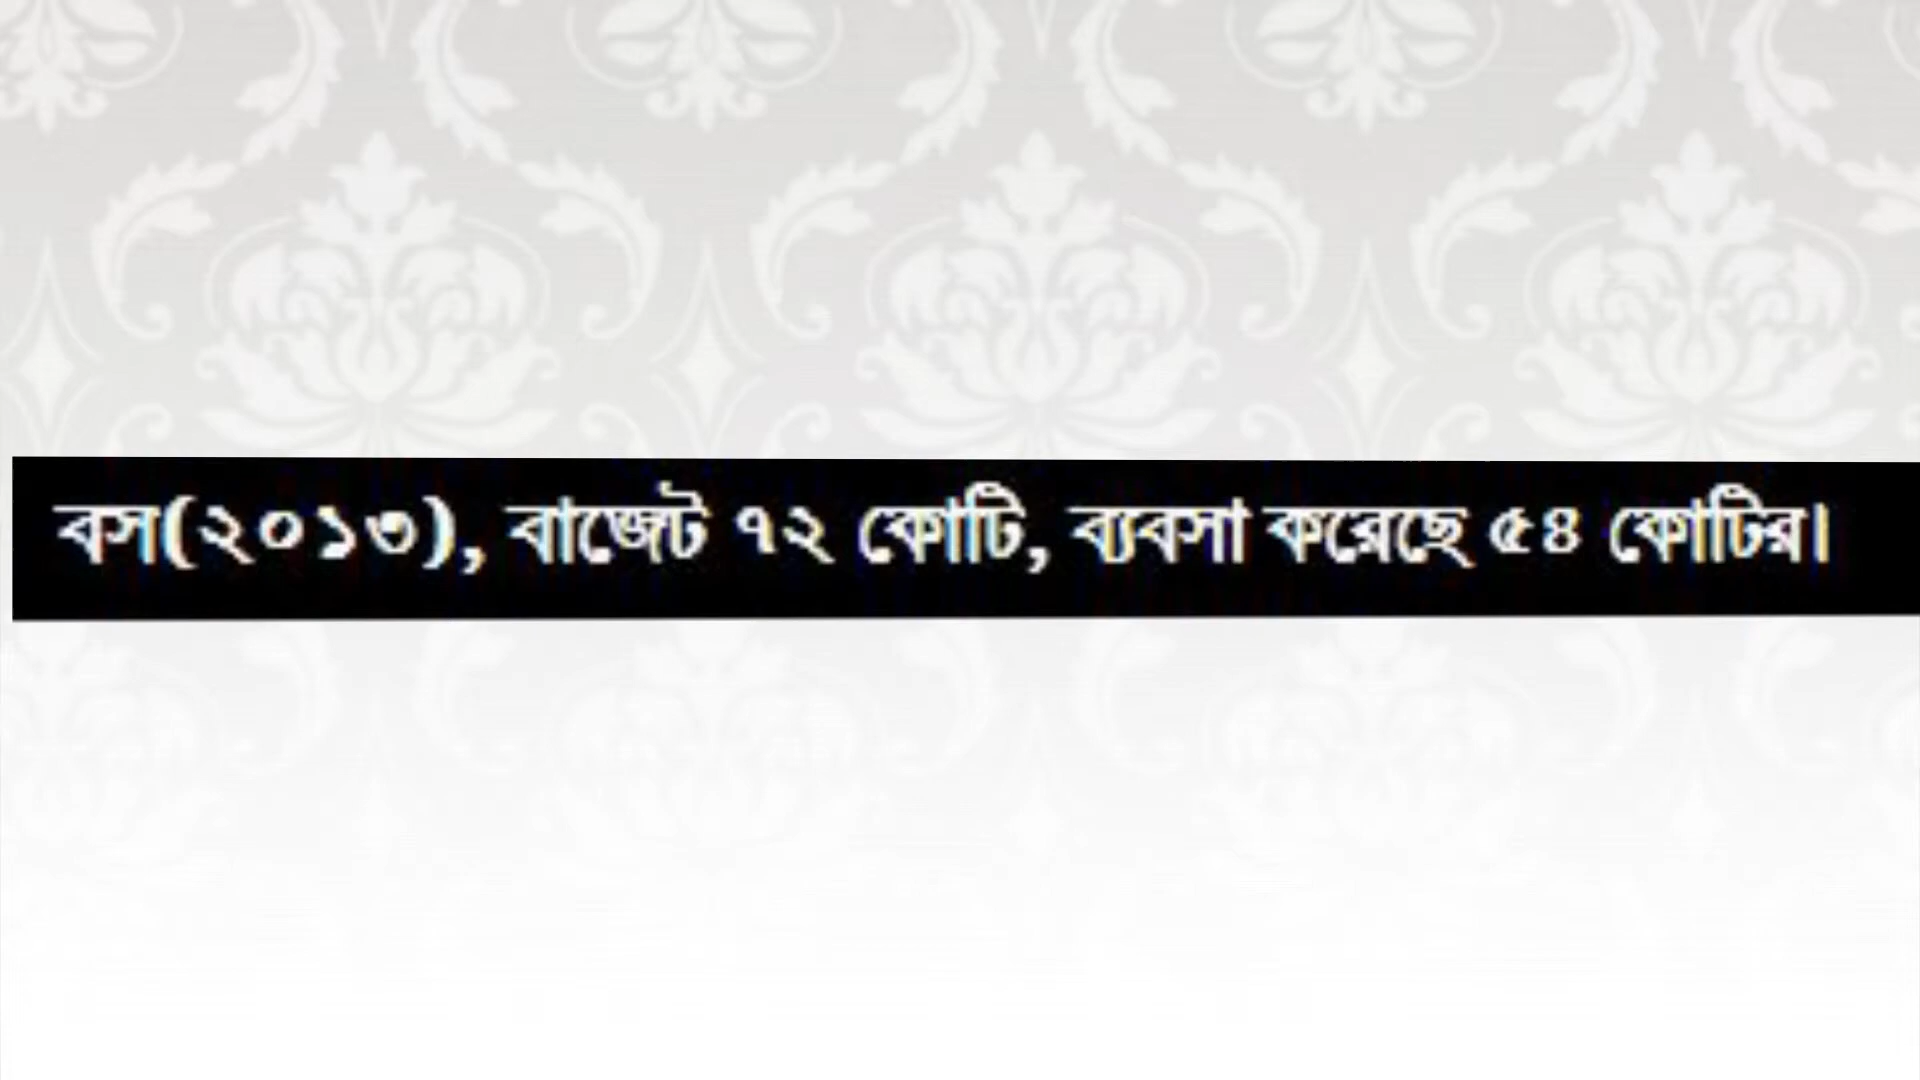 বস(২০১৩), বাজেট ৭২ কোটি, ব্যবসা করেছে ৫৪ কোটির।